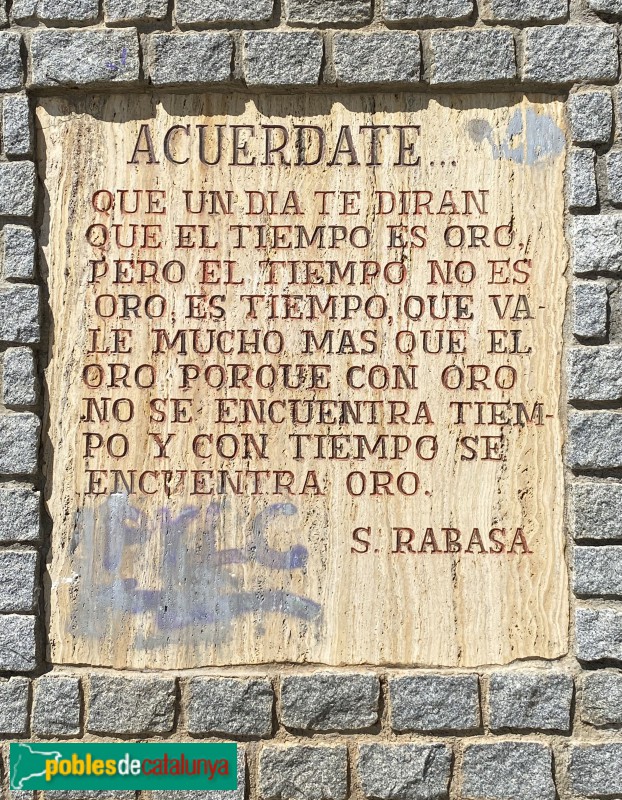 ACUERDATE...
QUE UN DIA TE DIRÁN
QUE EL TIEMPO ES ORO,
PERO EL TIEMPO NO ES
ORO, ES TIEMPO, QUE VA-
LE MUCHO MAS QUE EL
ORO PORQUE CON ORO
NO SE ENCUENTRA TIEM-
PO Y CON TIEMPO SE
ENCUENTRA ORO.
S. RABASA
poblesdecatalunya